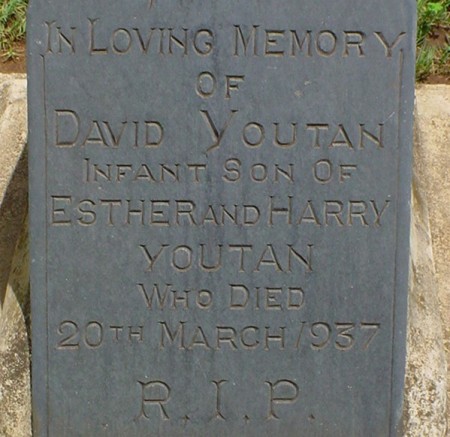 In Loving Memory
Of
David Youtan
Infant Son Of
Esther and Harry
Youtan
Who Died
20th March 1937
R.I.P.